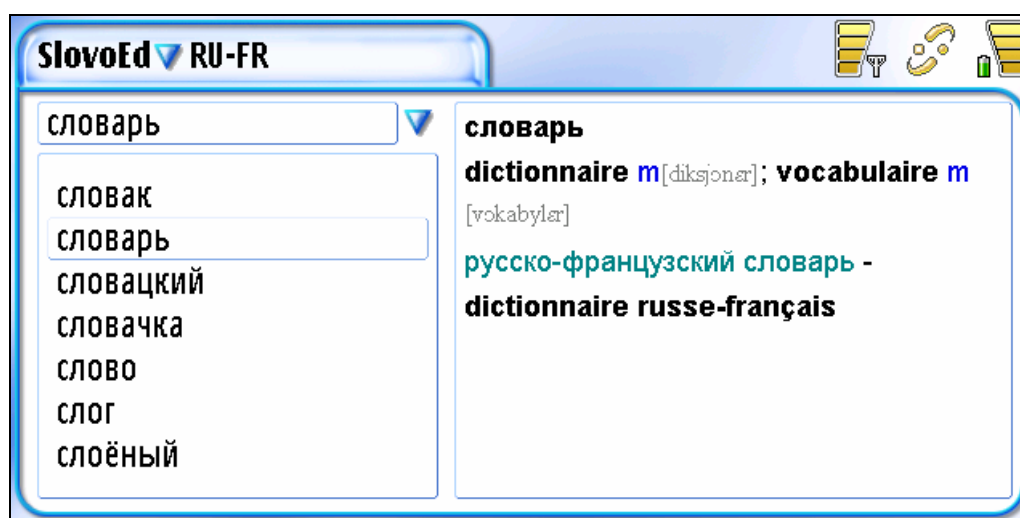 SlovoEd RU-FR
словарь
словак
словарь
словацкий
словачка
слово
слог
слоёный
словарь
dictionnaire m[diksjɔnɛr]; vocabulaire m
[vɔkabylɛr]
русско-французский словарь -
dictionnaire russe-français